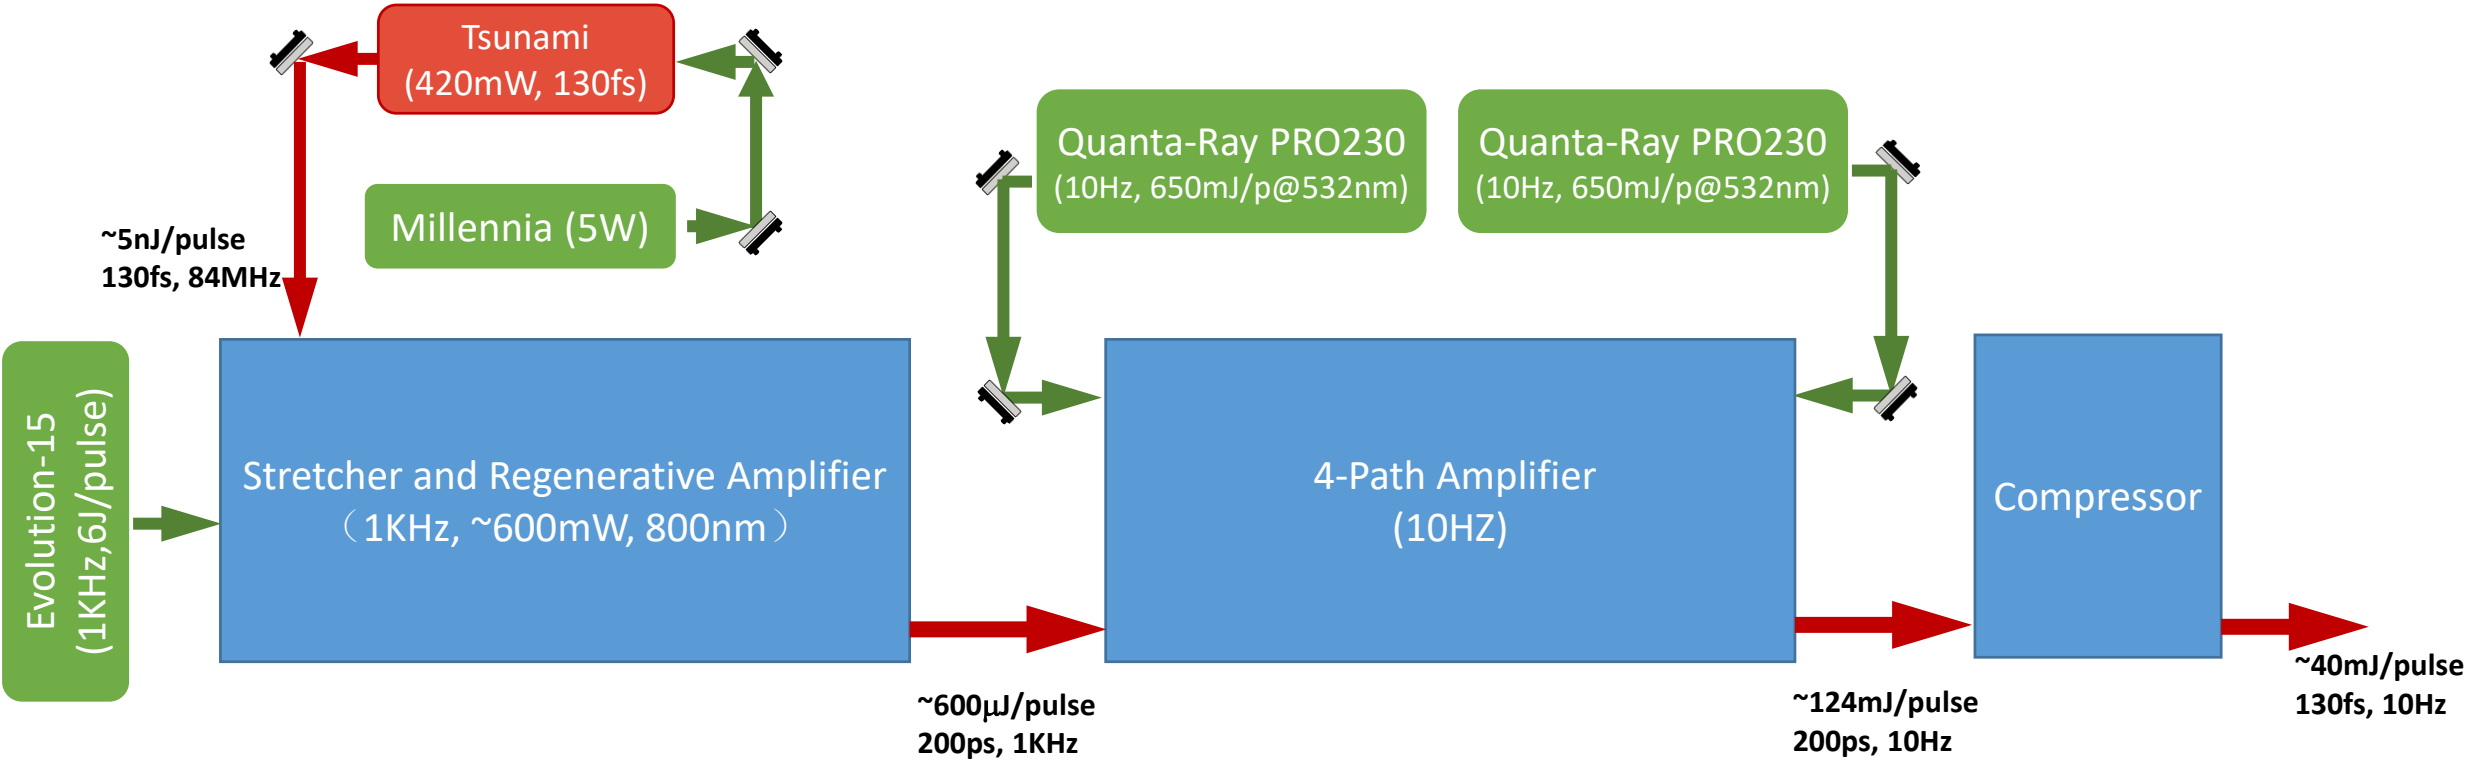 Tsunami
(420mW, 130fs)
Millennia (5W)
~5nJ/pulse
130fs, 84MHz
Quanta-Ray PRO230
(10Hz, 650mJ/p@532nm)
Quanta-Ray PRO230
(10Hz, 650mJ/p@532nm)
Evolution-15
(1KHz,6J/pulse)
Stretcher and Regenerative Amplifier
（1KHz, ~600mW, 800nm）
4-Path Amplifier
(10HZ)
Compressor
~600μJ/pulse
200ps, 1KHz
~124mJ/pulse
200ps, 10Hz
~40mJ/pulse
130fs, 10Hz